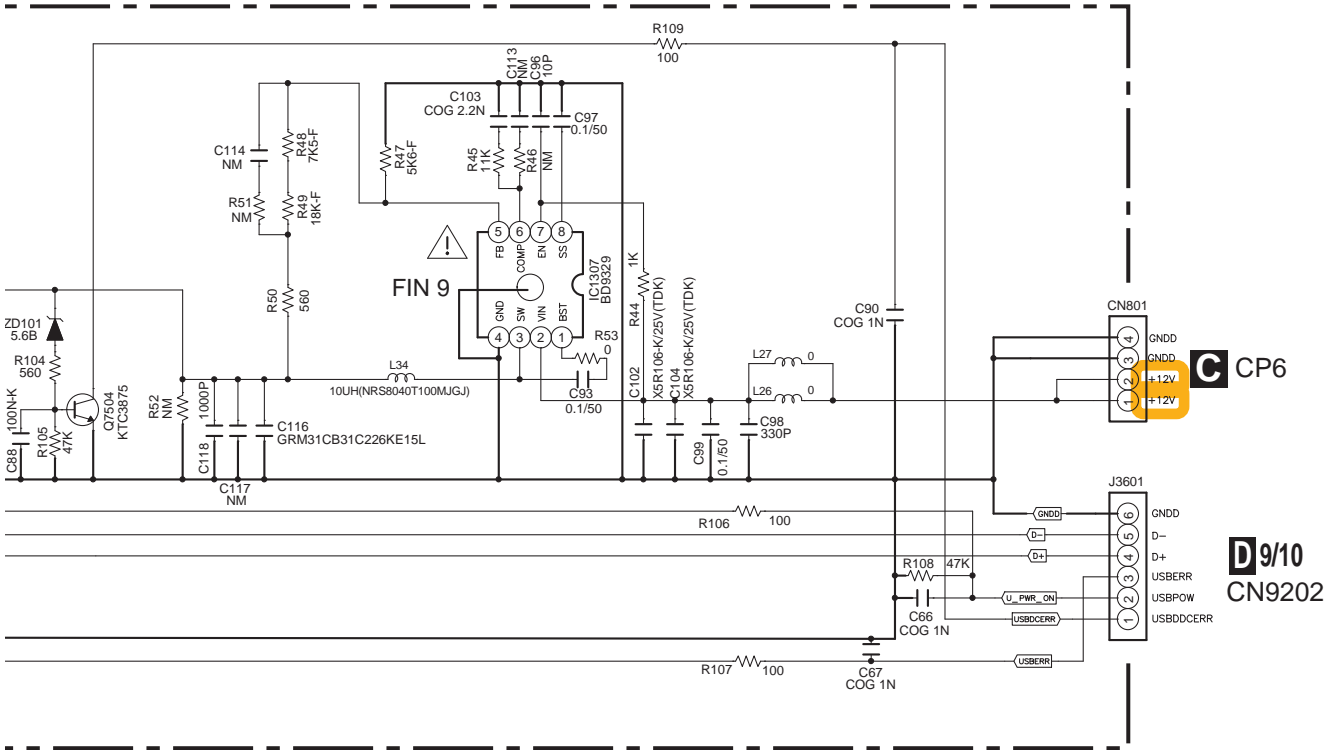 R109
100
C113
NM
C96
10P
C103
COG 2.2N
C97
0.1/50
C114
NM
R48
7K5-F
R47
5K6-F
R45
11K
R46
NM
R51
NM
R49
18K-F
5
6
7
8
FB
COMP
EN
SS
FIN 9
IC1307
BD9329
R50
560
GND
SW
VIN
BST
4
3
2
1
R44
1K
C102
X5R106-K/25V(TDK)
C104
X5R106-K/25V(TDK)
R53
0
C90
COG 1N
CN801
4
GNDD
3
GNDD
2
+12V
1
+12V
C
CP6
ZD101
5.6B
R104
560
L34
10UH(NRS8040T100MJGJ)
C93
0.1/50
L27
0
L26
0
C88
100N-K
R105
47K
Q7504
KTC3875
R52
NM
1000P
C118
C116
GRM31CB31C226KE15L
C117
NM
C99
0.1/50
C98
330P
J3601
R106
100
GNDD
6
GNDD
D-
5
D-
D+
4
D+
R108
47K
3
USBERR
U_PWR_ON
2
USBPOW
C66
COG 1N
USBDCERR
1
USBDDCERR
D 9/10
CN9202
R107
100
C67
COG 1N
USBERR